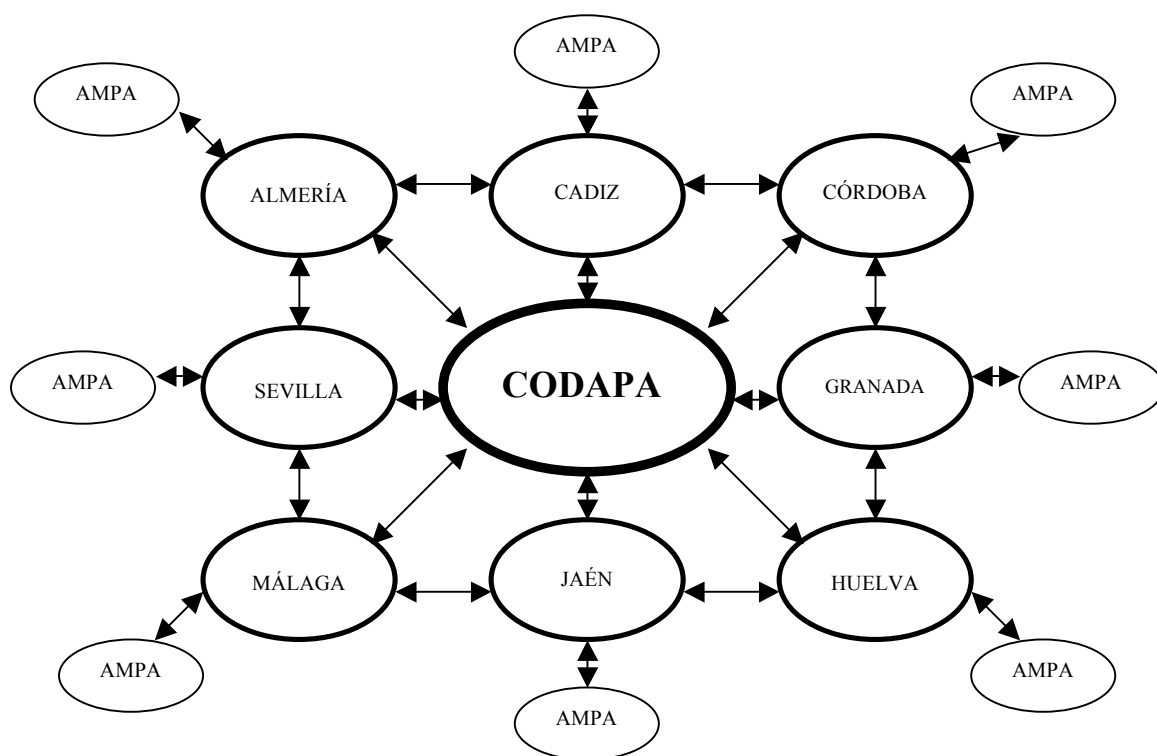 AMPA
AMPA
AMPA
ALMERÍA
CADIZ
CÓRDOBA
AMPA
SEVILLA
CODAPA
GRANADA
AMPA
MÁLAGA
JAÉN
HUELVA
AMPA
AMPA
AMPA